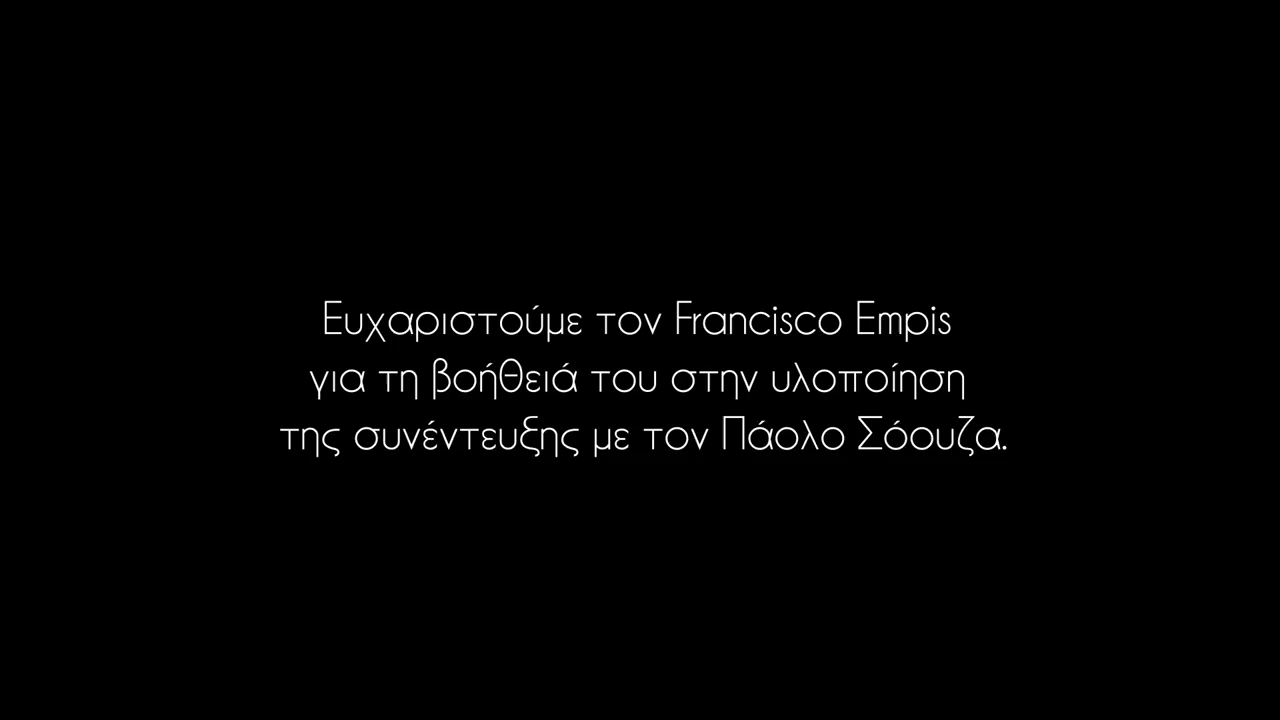 Ευχαριστούμε τον Francisco Empis
για τη βοήθειά του στην υλοποίηση
της συνέντευξης με τον Πάολο Σόουζα.